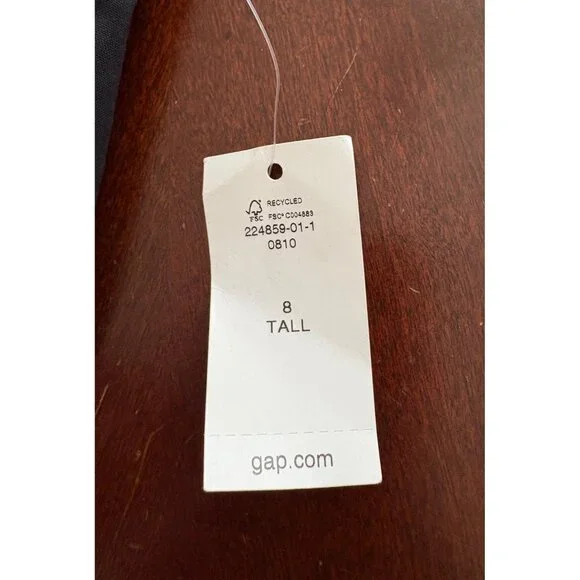 RECYCLED
FSC FSC® C004883
224859-01-1
0810
8
TALL
gap.com